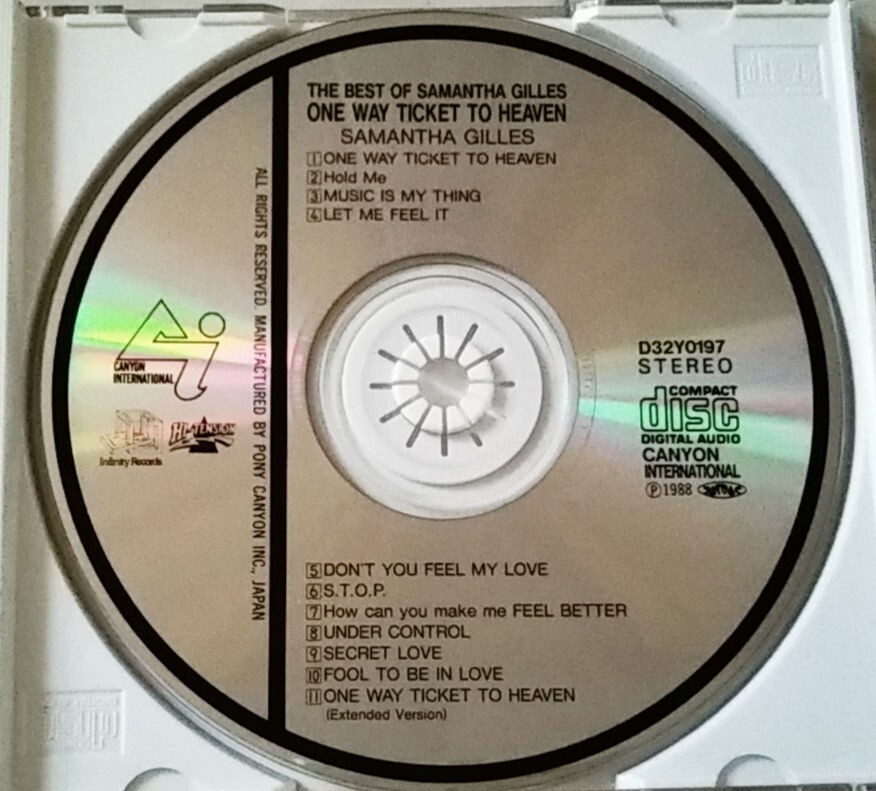 THE BEST OF SAMANTHA GILLES
ONE WAY TICKET TO HEAVEN
SAMANTHA GILLES
1 ONE WAY TICKET TO HEAVEN
2 Hold Me
3 MUSIC IS MY THING
4 LET ME FEEL IT
ALL RIGHTS RESERVED. MANUFACTURED BY PONY CANYON INC., JAPAN
CANYON
INTERNATIONAL
Infinity Records
HI-TENSION
D32Y0197
STEREO
COMPACT
disc
DIGITAL AUDIO
CANYON
INTERNATIONAL
Ⓟ1988
5 DON'T YOU FEEL MY LOVE
6 S.T.O.P.
7 How can you make me FEEL BETTER
8 UNDER CONTROL
9 SECRET LOVE
10 FOOL TO BE IN LOVE
11 ONE WAY TICKET TO HEAVEN
(Extended Version)